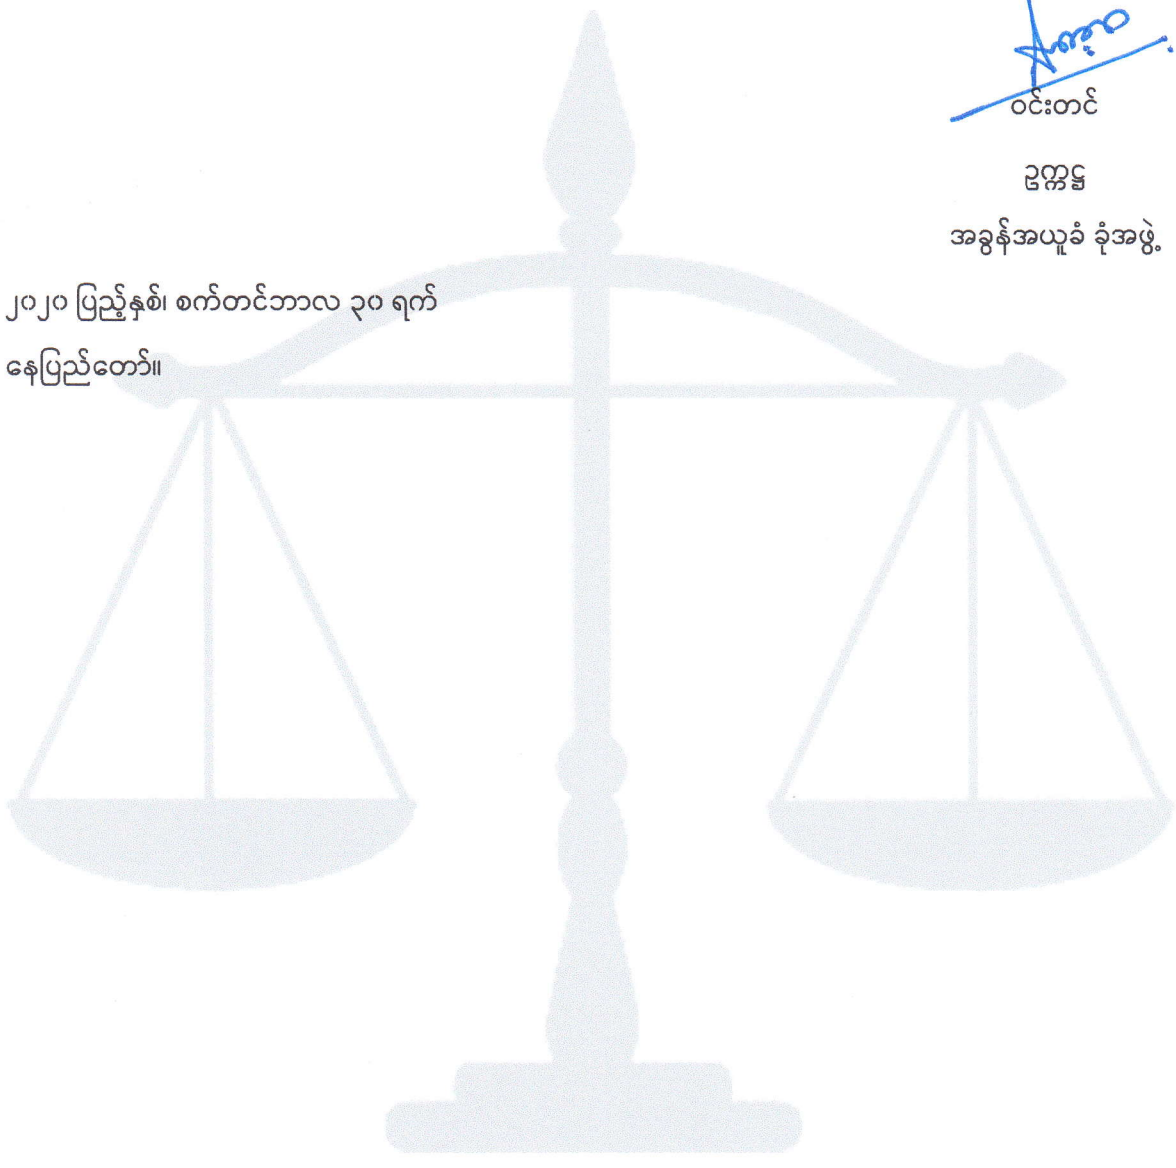 ဝင်းတင်
ဥက္ကဋ္ဌ
အခွန်အယူခံ ခုံအဖွဲ့
၂၀၂၀ ပြည့်နှစ်၊ စက်တင်ဘာလ ၃၀ ရက်
နေပြည်တော်။